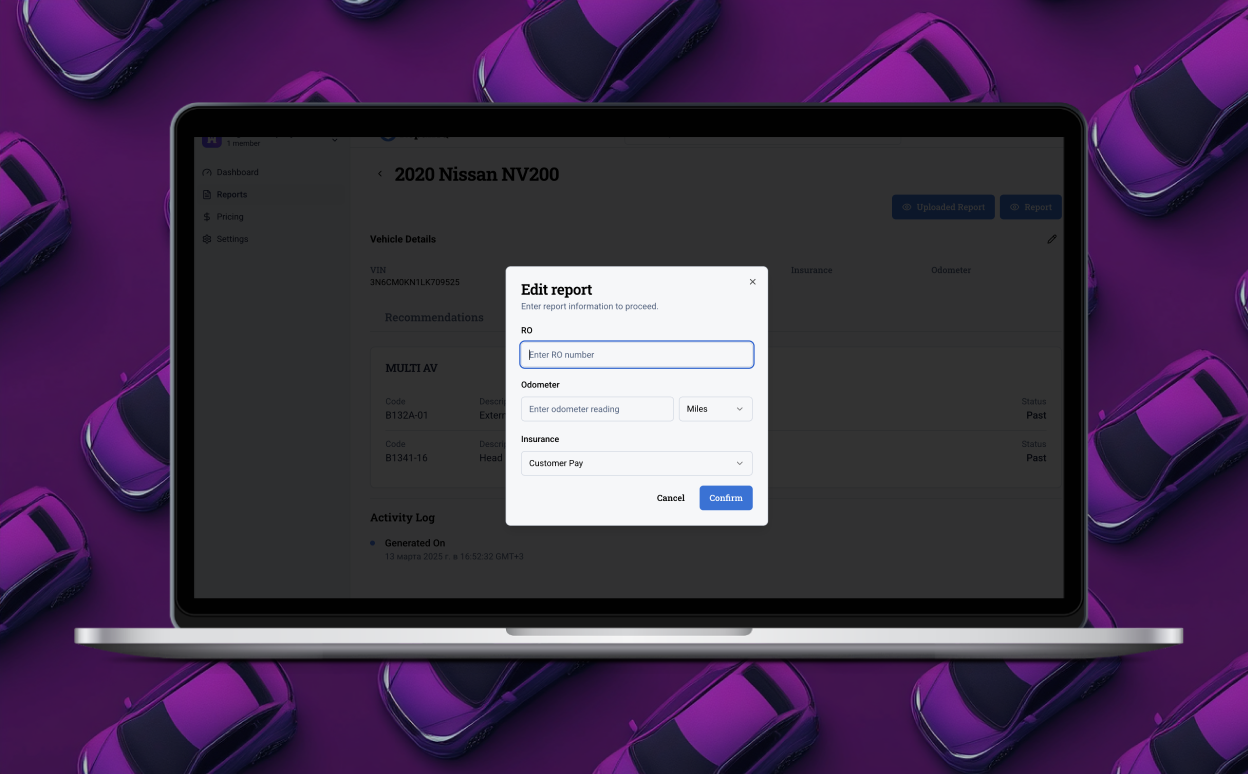 1 member
Dashboard
Reports
Pricing
Settings
2020 Nissan NV200
Uploaded Report
Report
Vehicle Details
VIN
Insurance
Odometer
3N6CM0KN1LK709525
Recommendations
MULTI AV
Code
Descri
Status
B132A-01
Extern
Past
Code
Descri
Status
B1341-16
Head
Past
Activity Log
Generated On
13 марта 2025 г. в 16:52:32 GMT+3
Edit report
Enter report information to proceed.
RO
Enter RO number
Odometer
Enter odometer reading
Miles
Insurance
Customer Pay
Cancel
Confirm